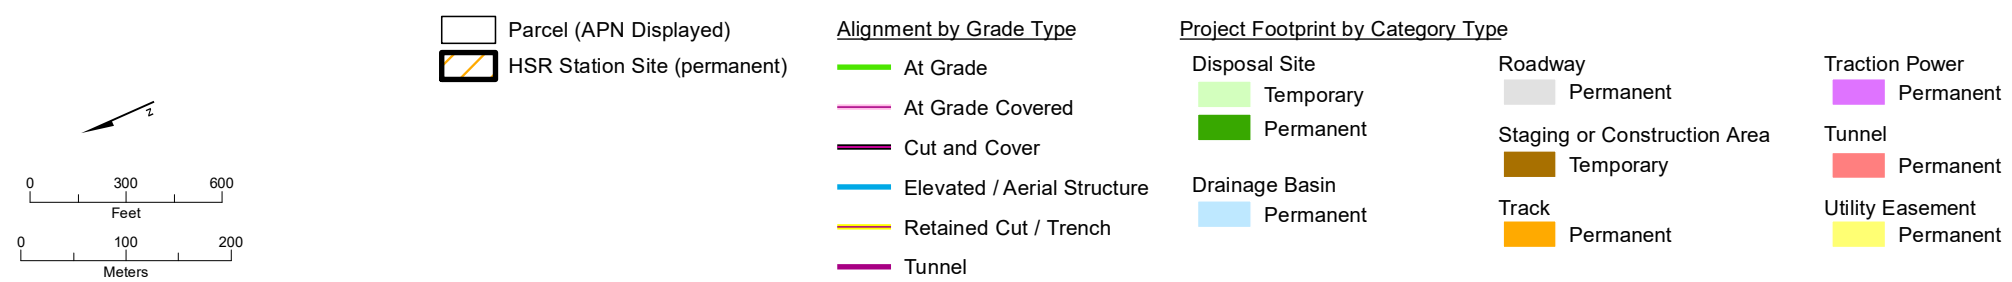 Parcel (APN Displayed)
HSR Station Site (permanent)
N
0 300 600
Feet
0 100 200
Meters
Alignment by Grade Type
At Grade
At Grade Covered
Cut and Cover
Elevated / Aerial Structure
Retained Cut / Trench
Tunnel
Project Footprint by Category Type
Disposal Site
Temporary
Permanent
Drainage Basin
Permanent
Roadway
Permanent
Staging or Construction Area
Temporary
Track
Permanent
Traction Power
Permanent
Tunnel
Permanent
Utility Easement
Permanent